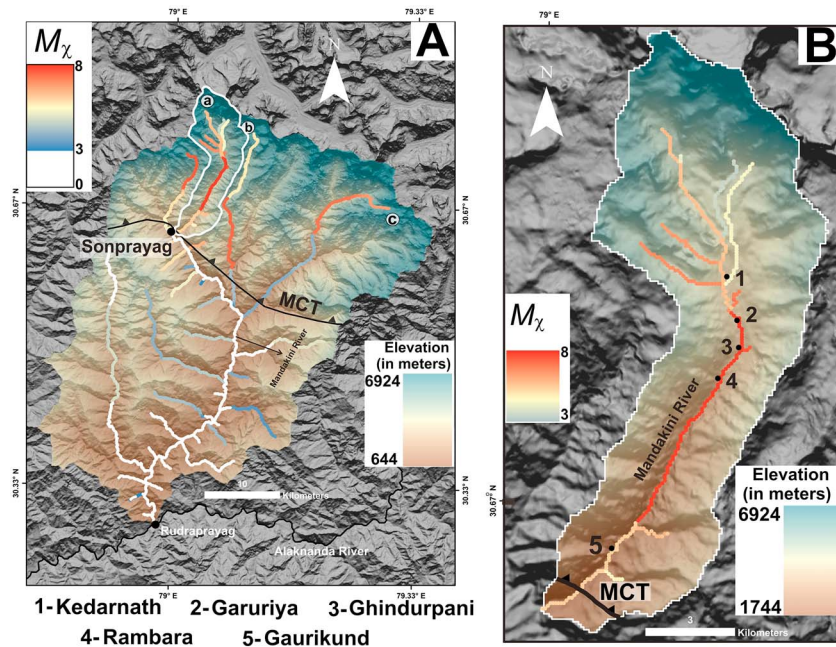 79° E
79.33° E
A
Mχ
8
3
0
N
a
b
c
30.67° N
30.67° N
Sonprayag
MCT
Mandakini River
Elevation
(in meters)
6924
644
30.33° N
30.33° N
10
Kilometers
Rudraprayag
Alaknanda River
79° E
79.33° E
1-Kedarnath 2-Garuriya 3-Ghindurpani
4-Rambara 5-Gaurikund
79° E
B
N
1
2
3
4
Mχ
8
3
Mandakini River
30.67° N
Elevation
(in meters)
6924
1744
5
MCT
3
Kilometers